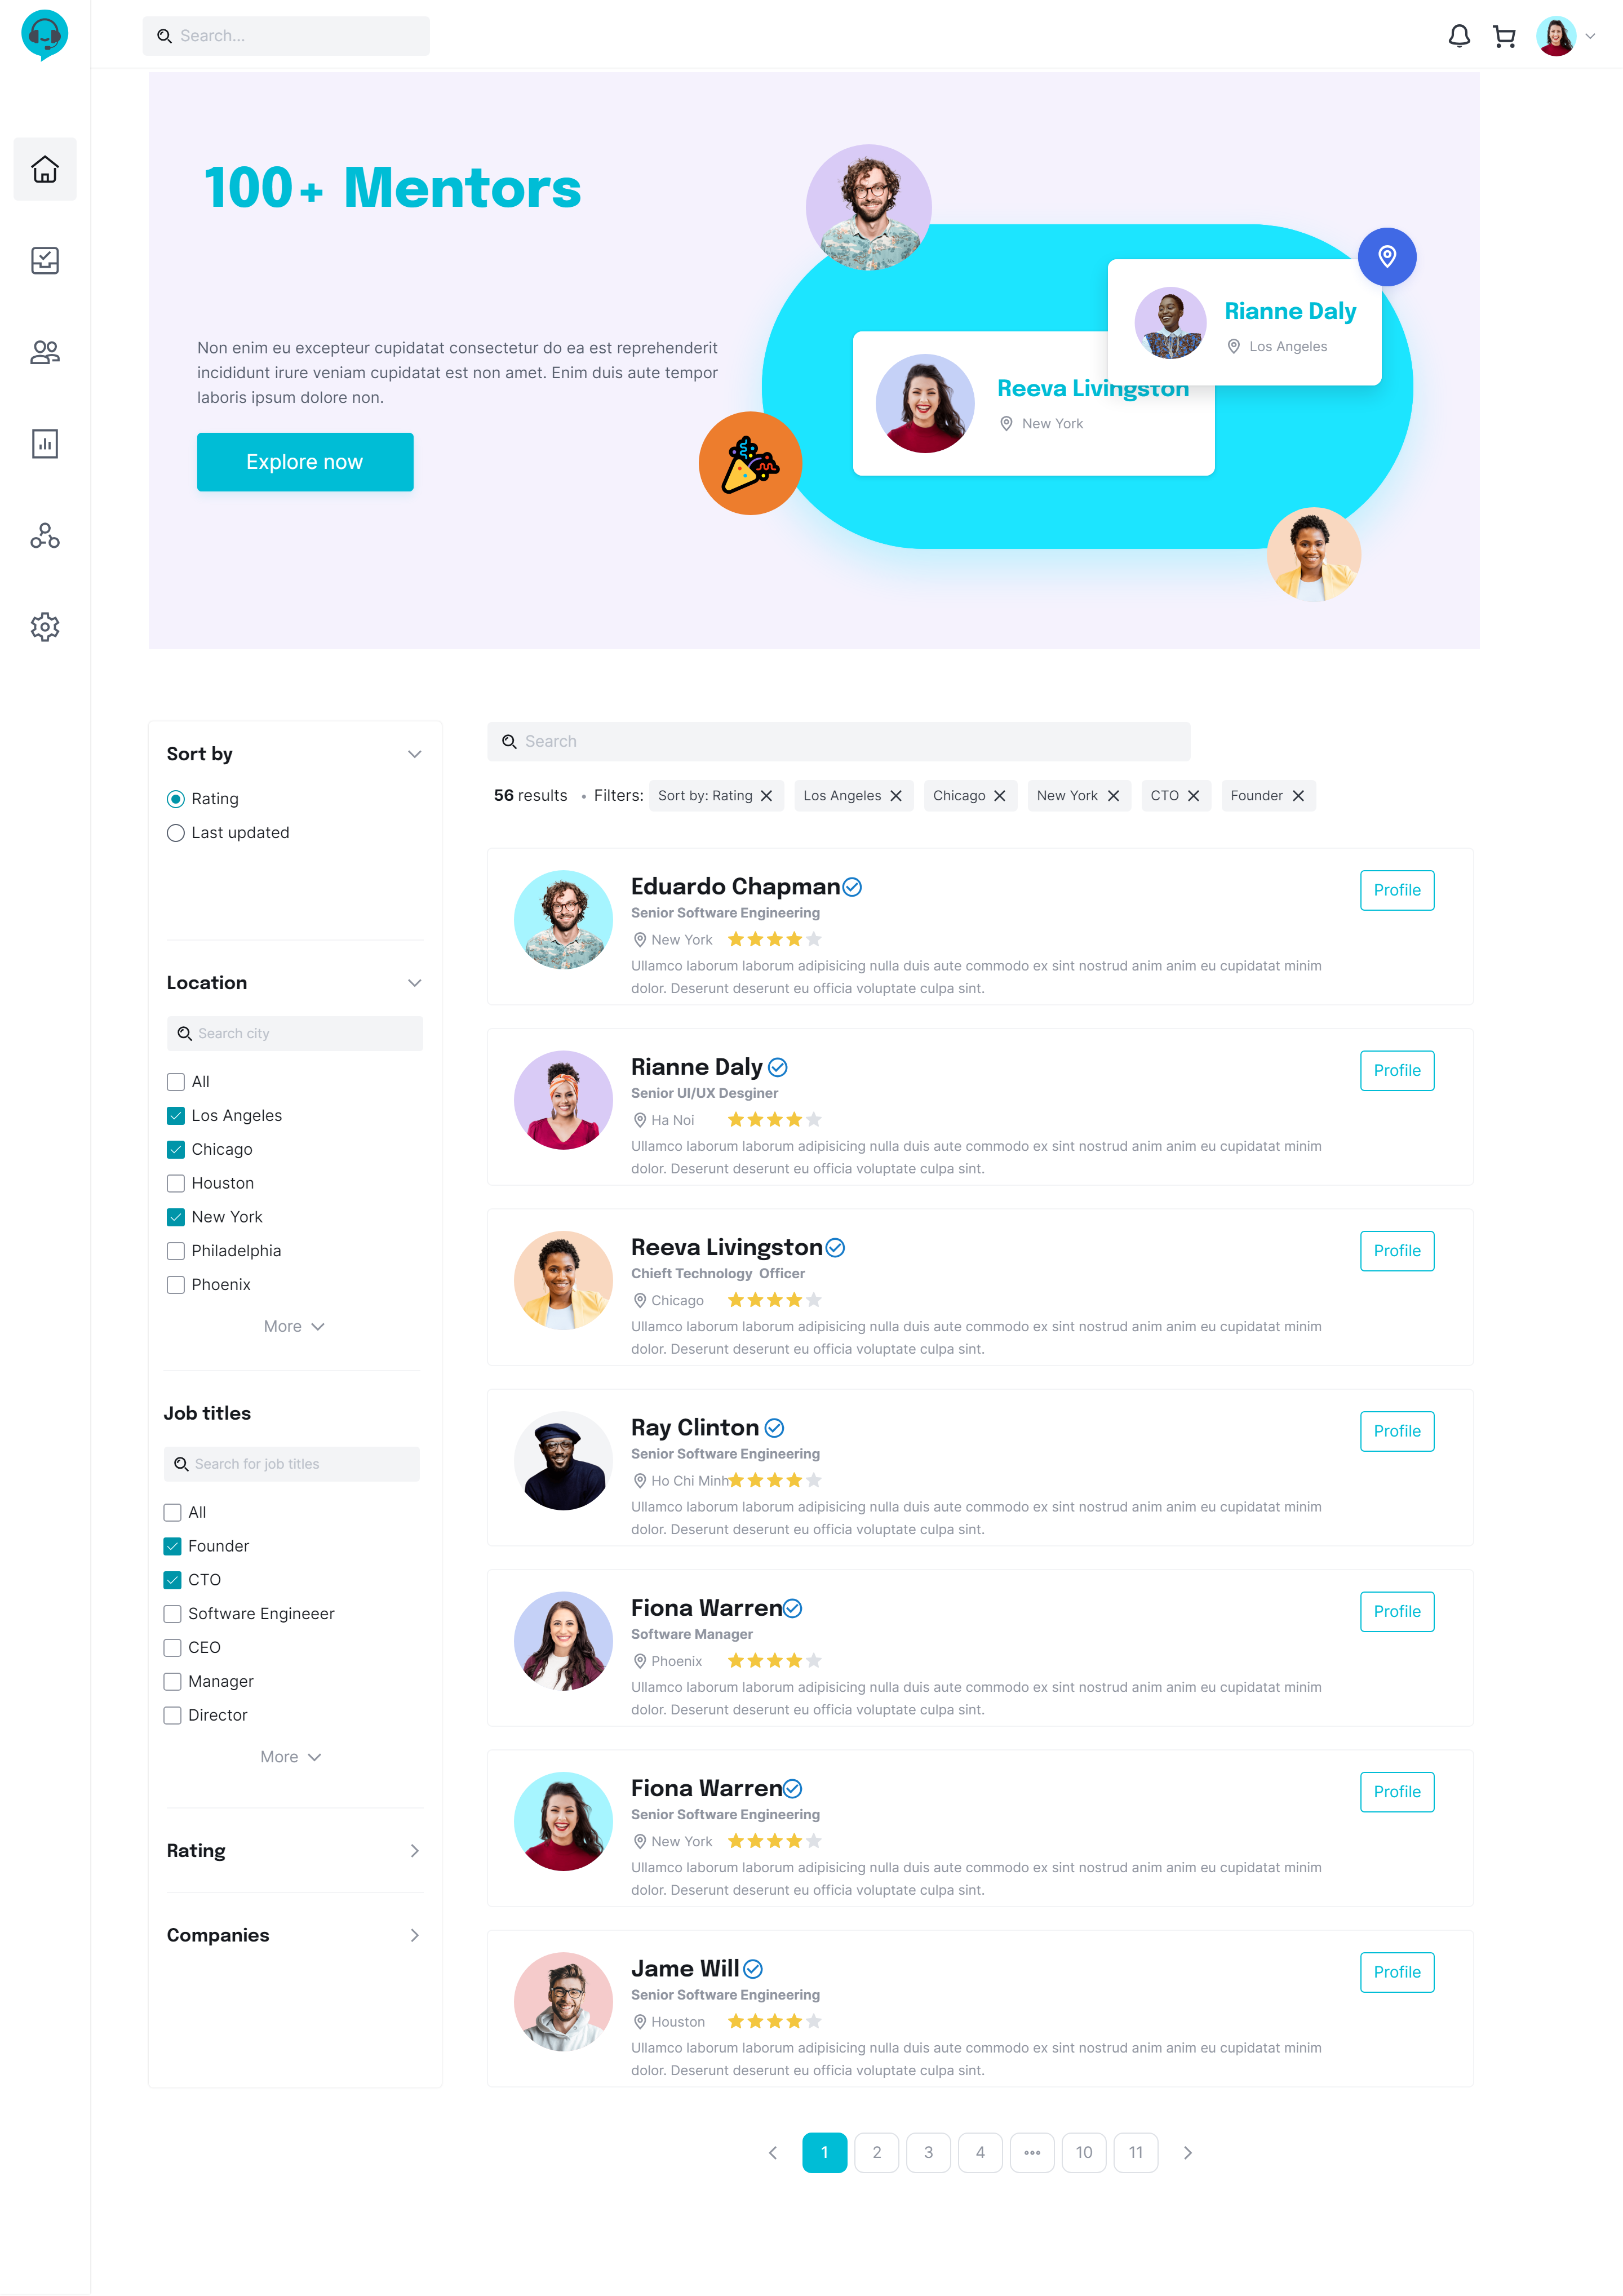 Search...
100+ Mentors
Non enim eu excepteur cupidatat consectetur do ea est reprehenderit
incididunt irure veniam cupidatat est non amet. Enim duis aute tempor
laboris ipsum dolore non.
Explore now
Rianne Daly
Los Angeles
Reeva Livingston
New York
Sort by
Rating
Last updated
Location
Search city
All
Los Angeles
Chicago
Houston
New York
Philadelphia
Phoenix
More
Job titles
Search for job titles
All
Founder
CTO
Software Engineeer
CEO
Manager
Director
More
Rating
Companies
Search
56 results • Filters: Sort by: Rating Los Angeles Chicago New York CTO Founder
Eduardo Chapman
Profile
Senior Software Engineering
New York
Ullamco laborum laborum adipisicing nulla duis aute commodo ex sint nostrud anim anim eu cupidatat minim
dolor. Deserunt deserunt eu officia voluptate culpa sint.
Rianne Daly
Profile
Senior UI/UX Desginer
Ha Noi
Ullamco laborum laborum adipisicing nulla duis aute commodo ex sint nostrud anim anim eu cupidatat minim
dolor. Deserunt deserunt eu officia voluptate culpa sint.
Reeva Livingston
Profile
Chieft Technology Officer
Chicago
Ullamco laborum laborum adipisicing nulla duis aute commodo ex sint nostrud anim anim eu cupidatat minim
dolor. Deserunt deserunt eu officia voluptate culpa sint.
Ray Clinton
Profile
Senior Software Engineering
Ho Chi Minh
Ullamco laborum laborum adipisicing nulla duis aute commodo ex sint nostrud anim anim eu cupidatat minim
dolor. Deserunt deserunt eu officia voluptate culpa sint.
Fiona Warren
Profile
Software Manager
Phoenix
Ullamco laborum laborum adipisicing nulla duis aute commodo ex sint nostrud anim anim eu cupidatat minim
dolor. Deserunt deserunt eu officia voluptate culpa sint.
Fiona Warren
Profile
Senior Software Engineering
New York
Ullamco laborum laborum adipisicing nulla duis aute commodo ex sint nostrud anim anim eu cupidatat minim
dolor. Deserunt deserunt eu officia voluptate culpa sint.
Jame Will
Profile
Senior Software Engineering
Houston
Ullamco laborum laborum adipisicing nulla duis aute commodo ex sint nostrud anim anim eu cupidatat minim
dolor. Deserunt deserunt eu officia voluptate culpa sint.
1 2 3 4 ••• 10 11